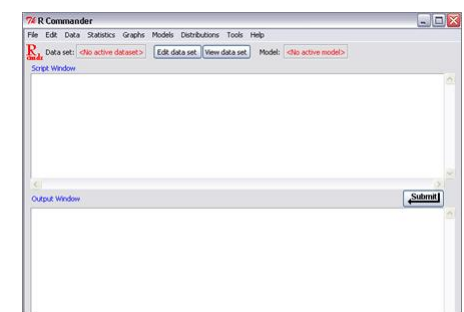 R Commander
File Edit Data Statistics Graphs Models Distributions Tools Help
R Data set: <No active dataset> Edit data set View data set Model: <No active model>
cmdr
Script Window
Output Window Submit